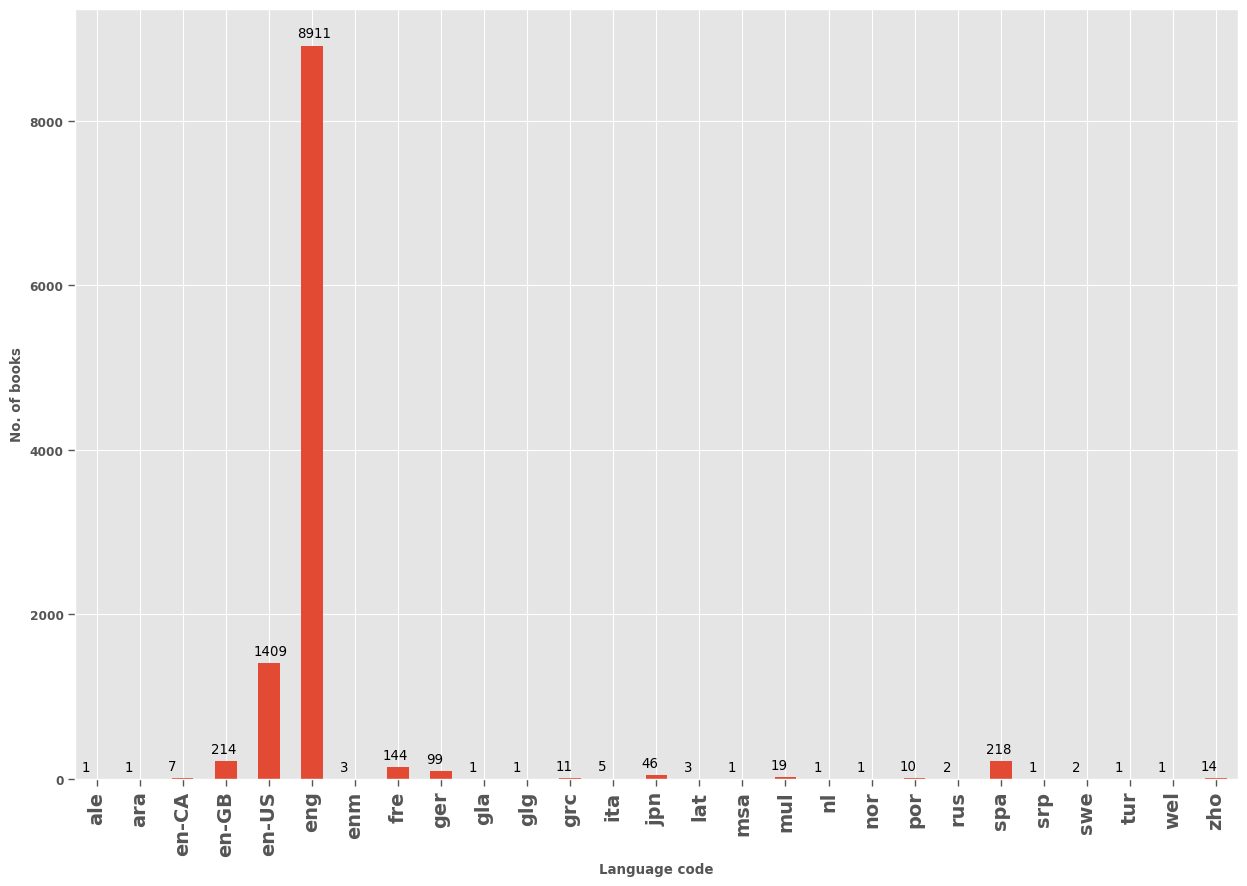 8911
8000
6000
No. of books
4000
2000
1409
1 1 7 214 3 144 99 1 1 11 5 46 3 1 19 1 1 10 2 218 1 2 1 1 14
0
ale ara en-CA en-GB en-US eng enm fre ger gla glg grc ita jpn lat msa mul nl nor por rus spa srp swe tur wel zho
Language code